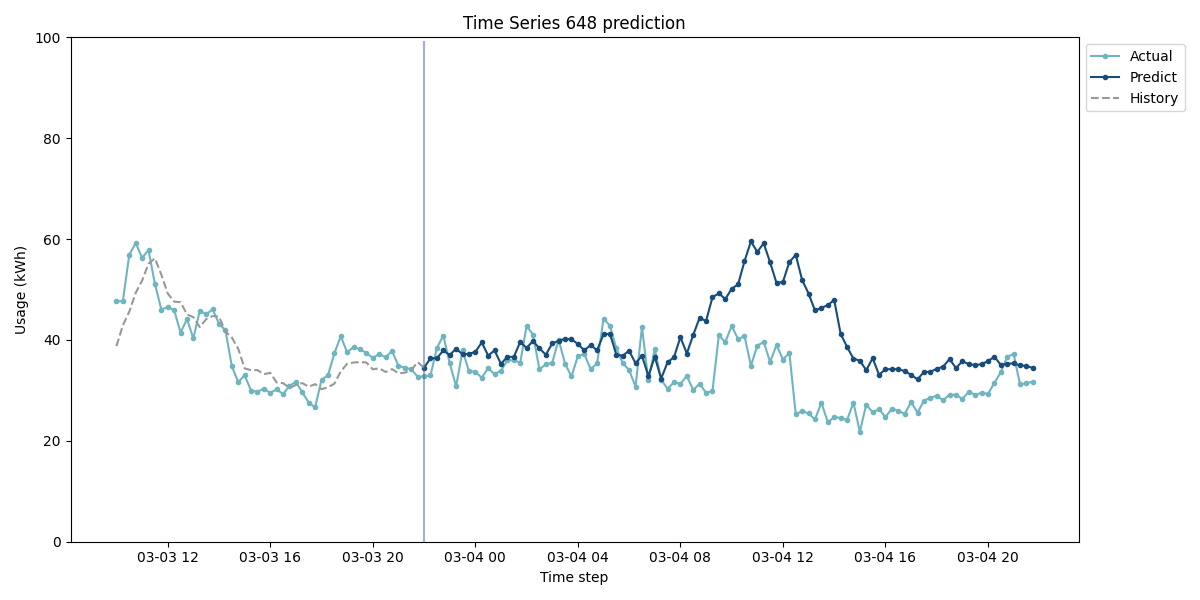 Time Series 648 prediction
100
80
60
40
20
0
Usage (kWh)
03-03 12
03-03 16
03-03 20
03-04 00
03-04 04
03-04 08
03-04 12
03-04 16
03-04 20
Time step
Actual
Predict
History